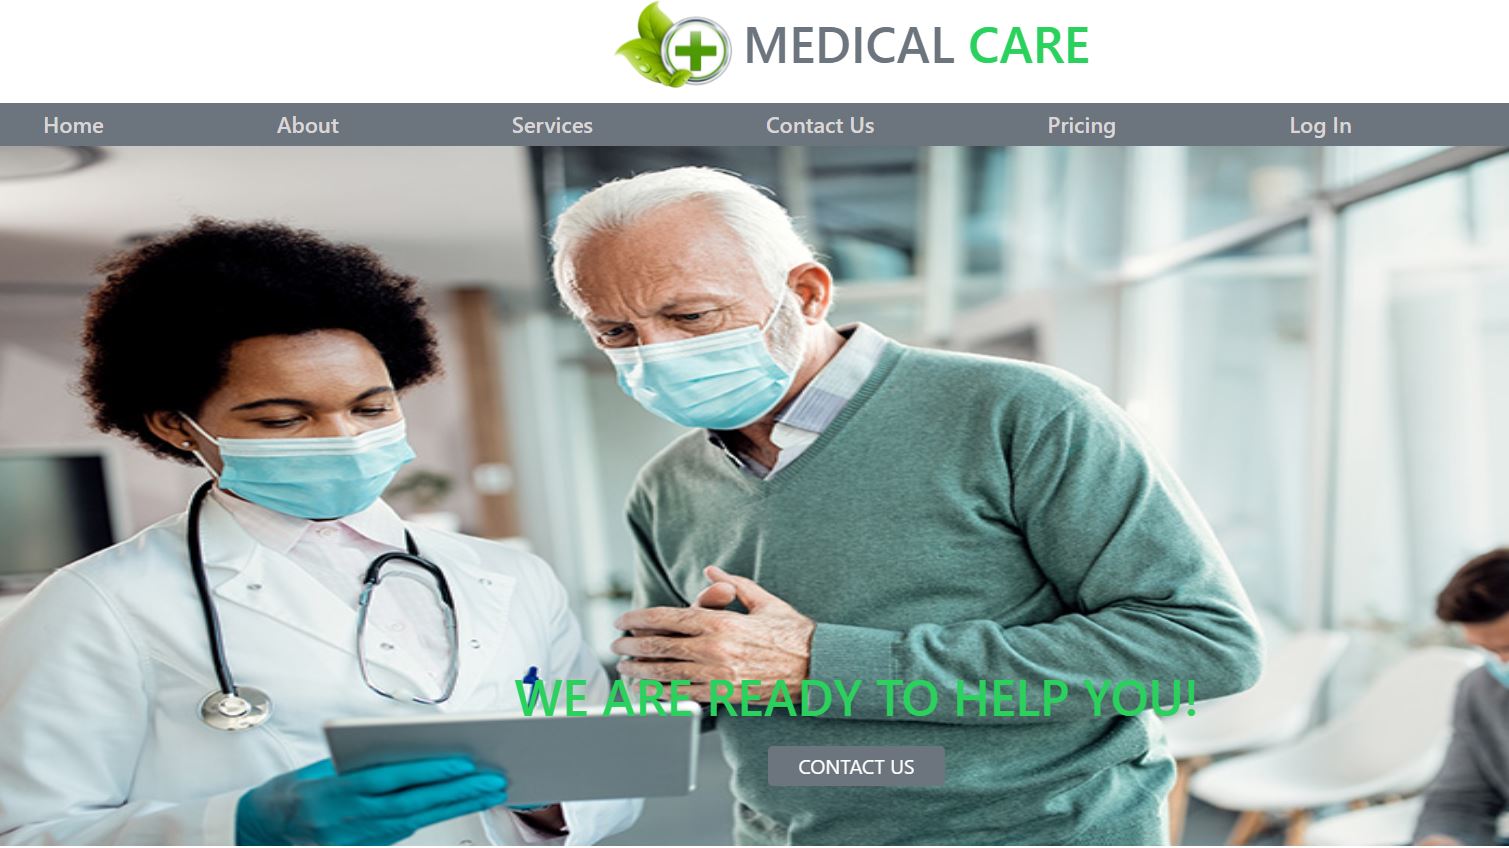 MEDICAL CARE
Home About Services Contact Us Pricing Log In
WE ARE READY TO HELP YOU!
CONTACT US